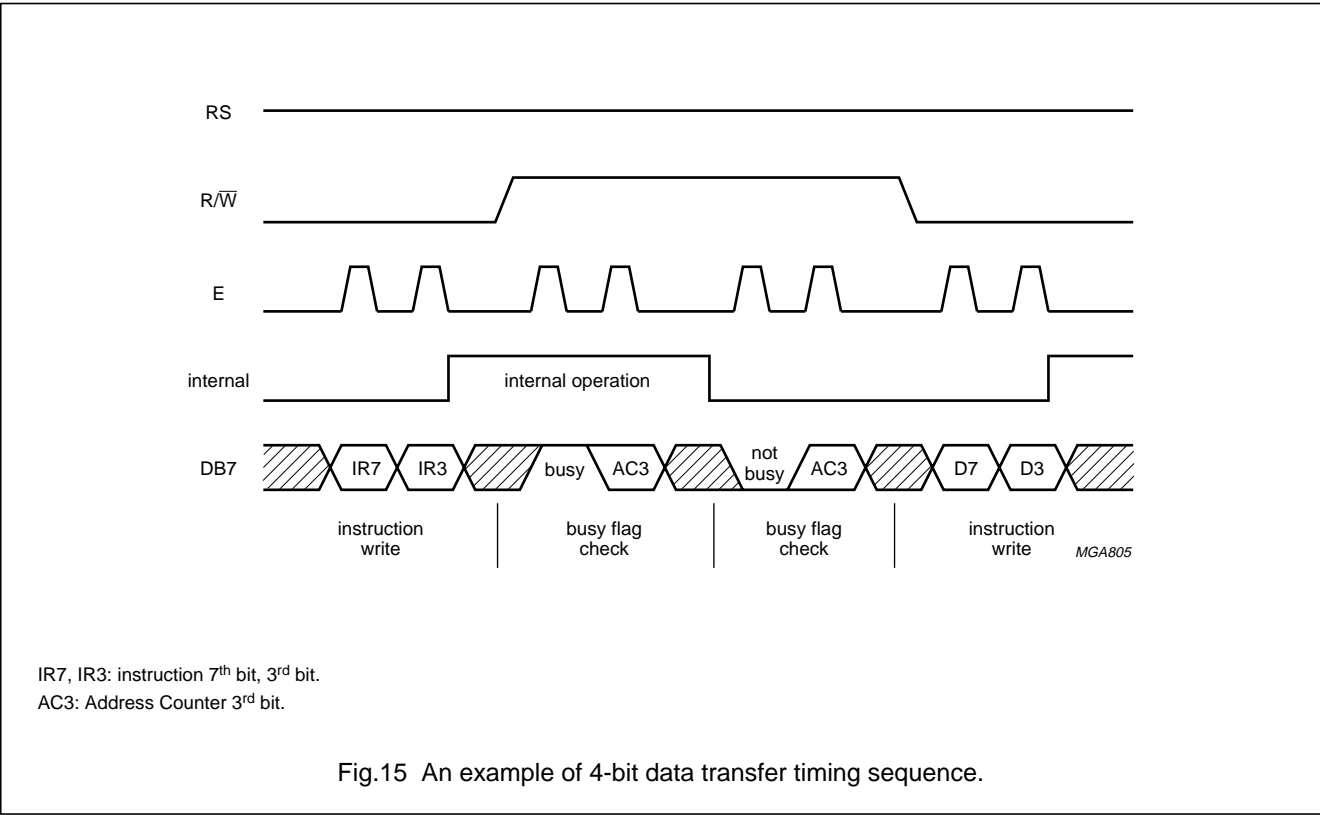 RS
R/W̅
E
internal
internal operation
DB7
IR7
IR3
busy
AC3
not
busy
AC3
D7
D3
instruction
write
busy flag
check
busy flag
check
instruction
write
MGA805
IR7, IR3: instruction 7th bit, 3rd bit.
AC3: Address Counter 3rd bit.
Fig.15 An example of 4-bit data transfer timing sequence.